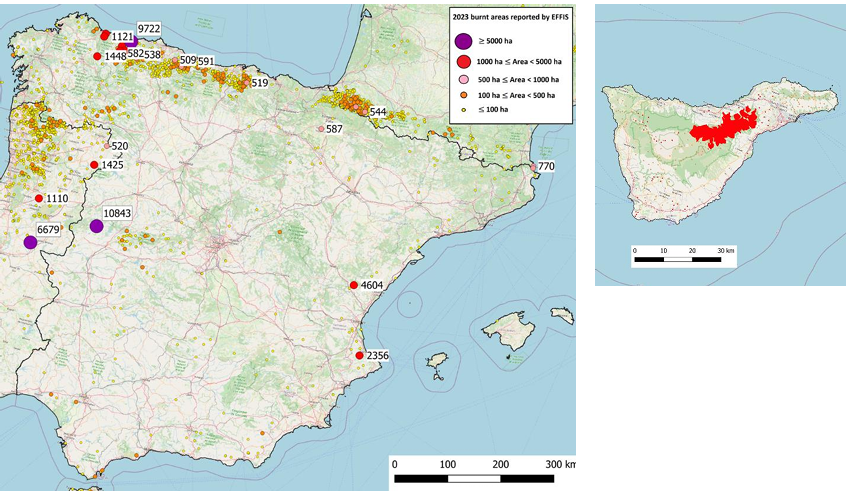 2023 burnt areas reported by EFFIS
≥ 5000 ha
1000 ha ≤ Area < 5000 ha
500 ha ≤ Area < 1000 ha
100 ha ≤ Area < 500 ha
≤ 100 ha
9722
1121
582
538
1448
509
591
519
544
587
520
2
770
1425
1110
10843
6679
4604
2356
0 100 200 300 km
0 10 20 30 km